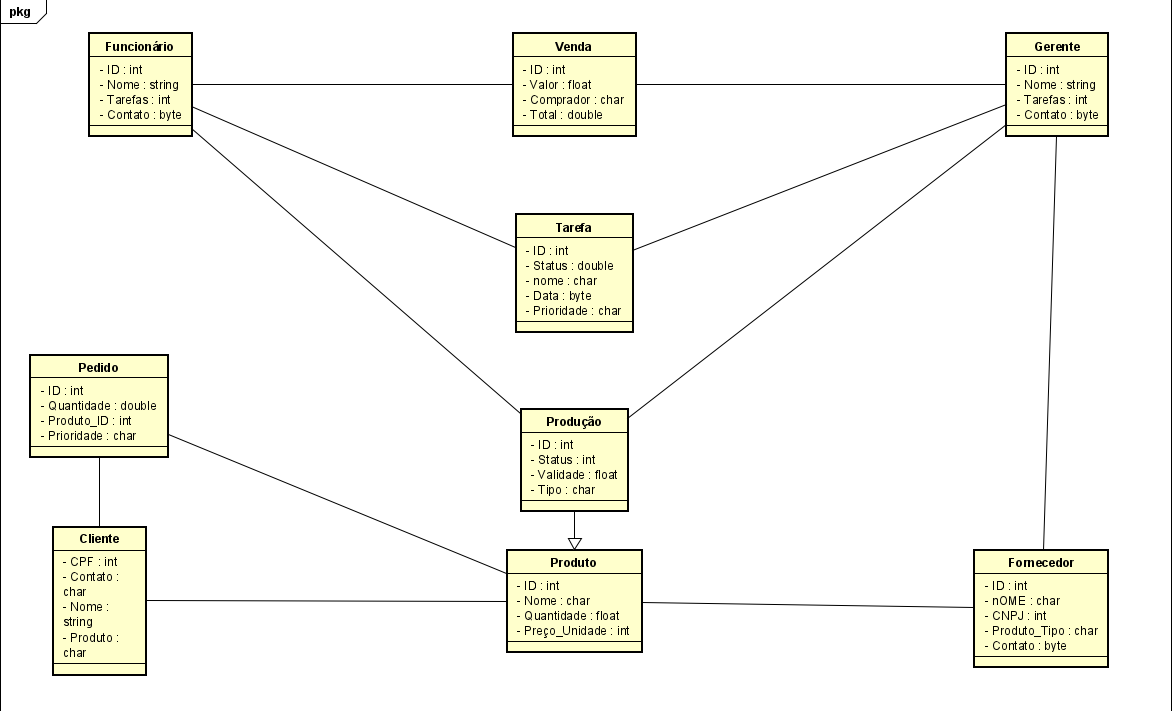 pkg
Funcionário
- ID : int
- Nome : string
- Tarefas : int
- Contato : byte
Venda
- ID : int
- Valor : float
- Comprador : char
- Total : double
Gerente
- ID : int
- Nome : string
- Tarefas : int
- Contato : byte
Tarefa
- ID : int
- Status : double
- nome : char
- Data : byte
- Prioridade : char
Pedido
- ID : int
- Quantidade : double
- Produto_ID : int
- Prioridade : char
Produção
- ID : int
- Status : int
- Validade : float
- Tipo : char
Cliente
- CPF : int
- Contato :
char
- Nome :
string
- Produto :
char
Produto
- ID : int
- Nome : char
- Quantidade : float
- Preço_Unidade : int
Fornecedor
- ID : int
- nOME : char
- CNPJ : int
- Produto_Tipo : char
- Contato : byte